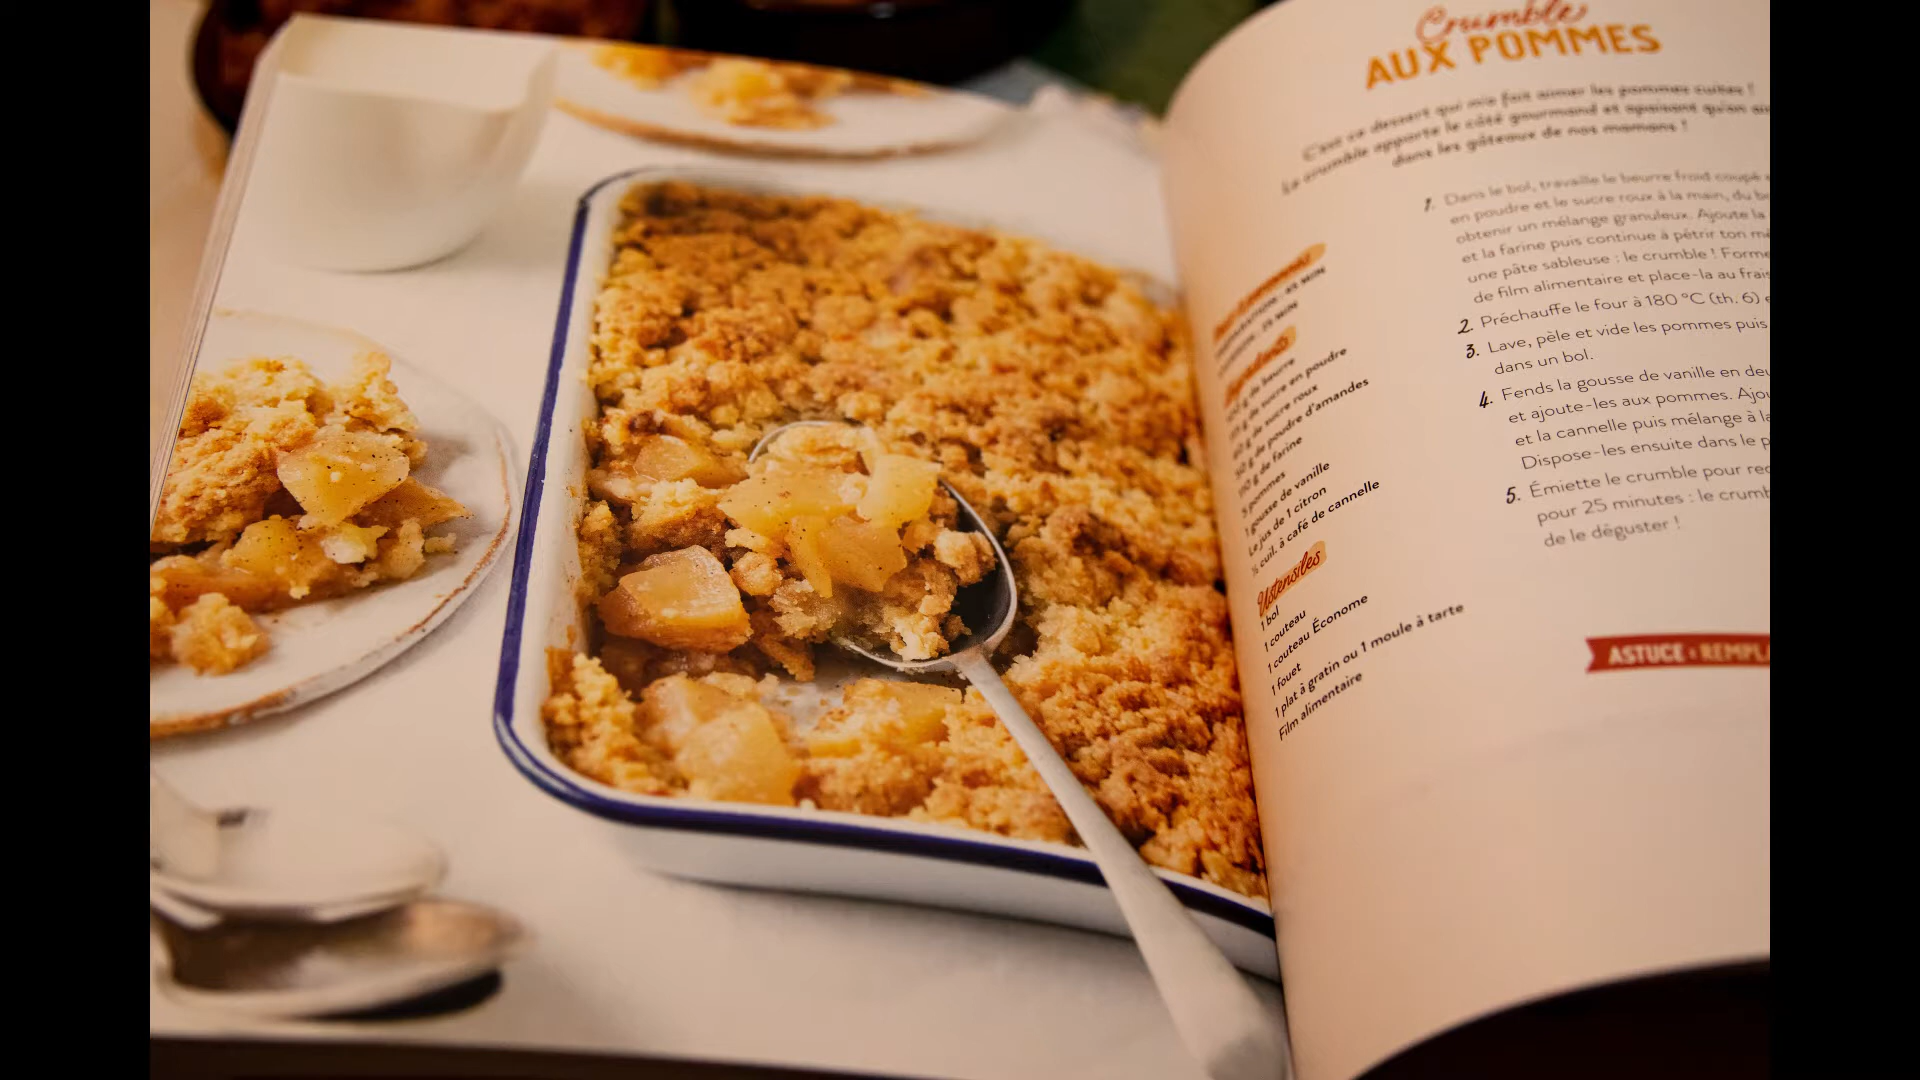 Crumble
AUX POMMES
C'est ce dessert qui m'a fait aimer les pommes cuites !
Le crumble apporte le côté gourmand et apaisant qu'on
dans les gâteaux de nos mamans !
Ingrédients
de beurre
de sucre en poudre
de sucre roux
de poudre d'amandes
de farine
5 pommes
1 gousse de vanille
Le jus de 1 citron
½ cuil. à café de cannelle
Ustensiles
1 bol
1 couteau
1 couteau Économe
1 fouet
1 plat à gratin ou 1 moule à tarte
Film alimentaire
1. Dans le bol, travaille le beurre froid coupé
en poudre et le sucre roux à la main, du
obtenir un mélange granuleux. Ajoute la
et la farine puis continue à pétrir ton
une pâte sableuse : le crumble ! Forme
de film alimentaire et place-la au frais
2. Préchauffe le four à 180 °C (th. 6)
3. Lave, pèle et vide les pommes puis
dans un bol.
4. Fends la gousse de vanille en
et ajoute-les aux pommes.
et la cannelle puis mélange à
Dispose-les ensuite dans le
5. Émiette le crumble pour
pour 25 minutes : le
de le déguster !
ASTUCE •